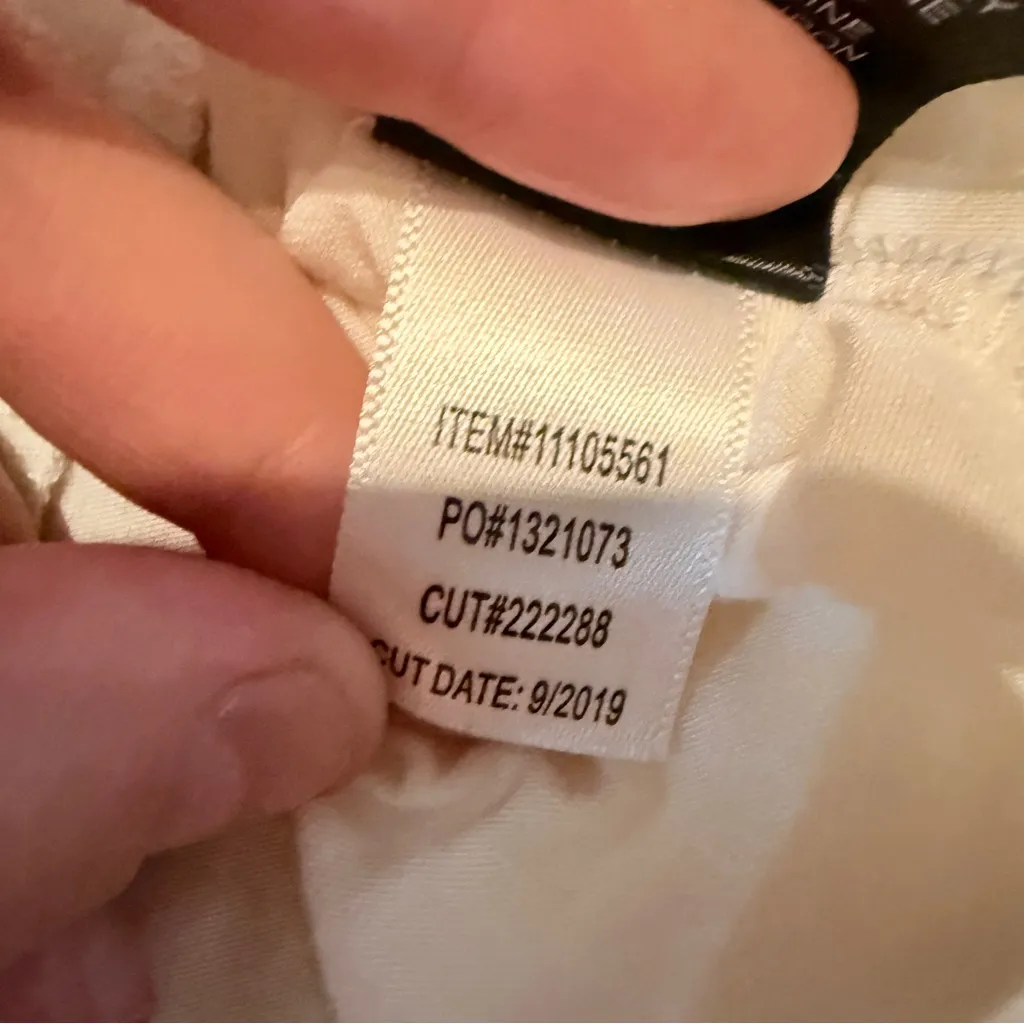 ITEM#11105561
PO#1321073
CUT#222288
CUT DATE: 9/2019